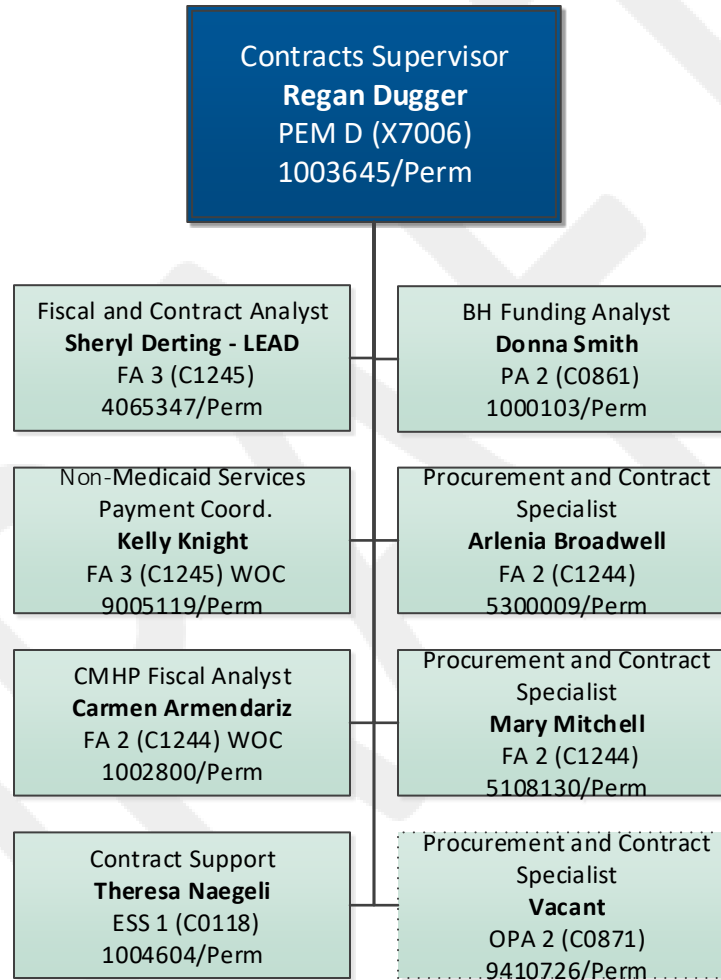 Contracts Supervisor
Regan Dugger
PEM D (X7006)
1003645/Perm
Fiscal and Contract Analyst
Sheryl Derting - LEAD
FA 3 (C1245)
4065347/Perm
BH Funding Analyst
Donna Smith
PA 2 (C0861)
1000103/Perm
Non-Medicaid Services
Payment Coord.
Kelly Knight
FA 3 (C1245) WOC
9005119/Perm
Procurement and Contract
Specialist
Arlenia Broadwell
FA 2 (C1244)
5300009/Perm
CMHP Fiscal Analyst
Carmen Armendariz
FA 2 (C1244) WOC
1002800/Perm
Procurement and Contract
Specialist
Mary Mitchell
FA 2 (C1244)
5108130/Perm
Contract Support
Theresa Naegeli
ESS 1 (C0118)
1004604/Perm
Procurement and Contract
Specialist
Vacant
OPA 2 (C0871)
9410726/Perm